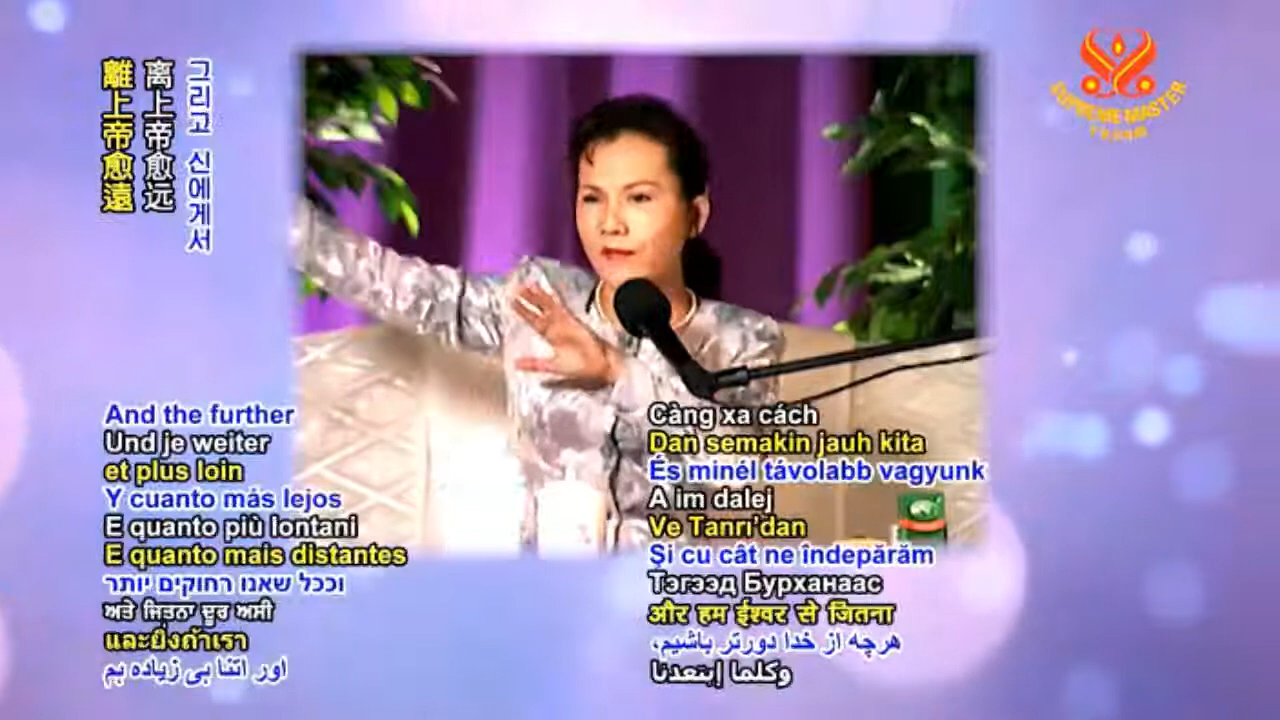 離上帝愈遠
离上帝愈远
그리고 신에게서
SUPREME MASTER
And the further
Und je weiter
et plus loin
Y cuanto más lejos
E quanto più lontani
E quanto mais distantes
וככל שאנו רחוקים יותר
ਅਤੇ ਜਿਤਨਾ ਦੂਰ ਅਸੀ
และยิ่งถ้าเรา
اور اتنا ہی زیادہ ہم
Càng xa cách
Dan semakin jauh kita
És minél távolabb vagyunk
A im dalej
Ve Tanrı'dan
Şi cu cât ne îndepărăm
Тэгээд Бурханаас
और हम ईश्वर से जितना
هرچه از خدا دورتر باشیم،
وكلما إبتعدنا